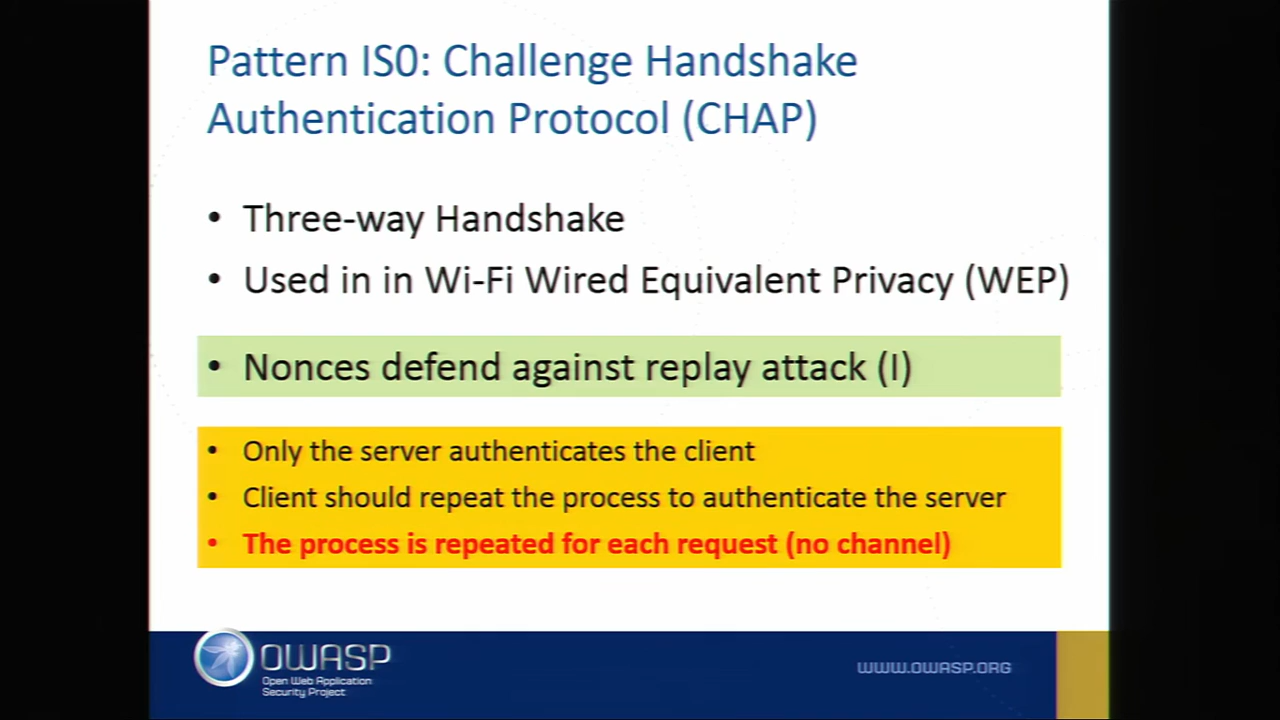 Pattern IS0: Challenge Handshake
Authentication Protocol (CHAP)
• Three-way Handshake
• Used in in Wi-Fi Wired Equivalent Privacy (WEP)
• Nonces defend against replay attack (I)
• Only the server authenticates the client
• Client should repeat the process to authenticate the server
• The process is repeated for each request (no channel)
OWASP
Open Web Application
Security Project
WWW.OWASP.ORG